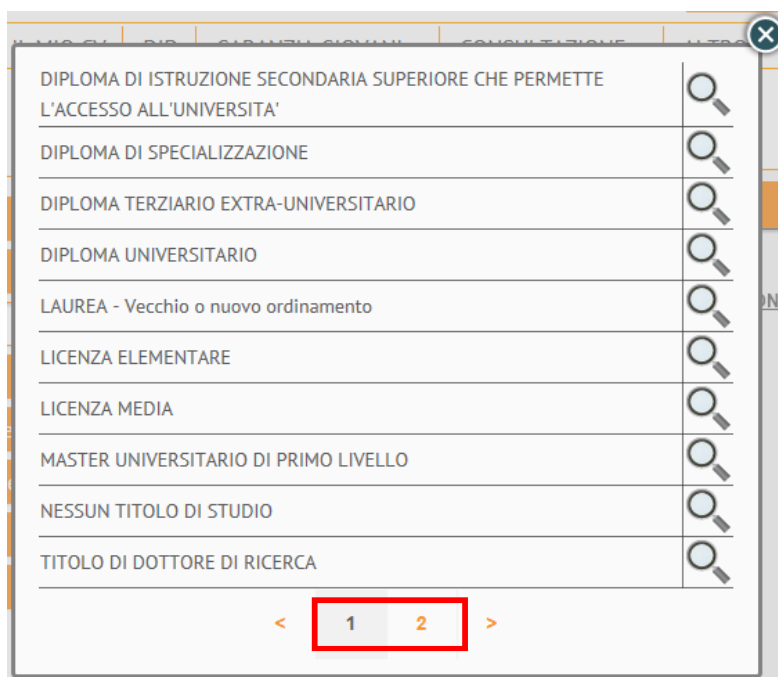 DIPLOMA DI ISTRUZIONE SECONDARIA SUPERIORE CHE PERMETTE
L'ACCESSO ALL'UNIVERSITA'
DIPLOMA DI SPECIALIZZAZIONE
DIPLOMA TERZIARIO EXTRA-UNIVERSITARIO
DIPLOMA UNIVERSITARIO
LAUREA - Vecchio o nuovo ordinamento
LICENZA ELEMENTARE
LICENZA MEDIA
MASTER UNIVERSITARIO DI PRIMO LIVELLO
NESSUN TITOLO DI STUDIO
TITOLO DI DOTTORE DI RICERCA
< 1 2 >